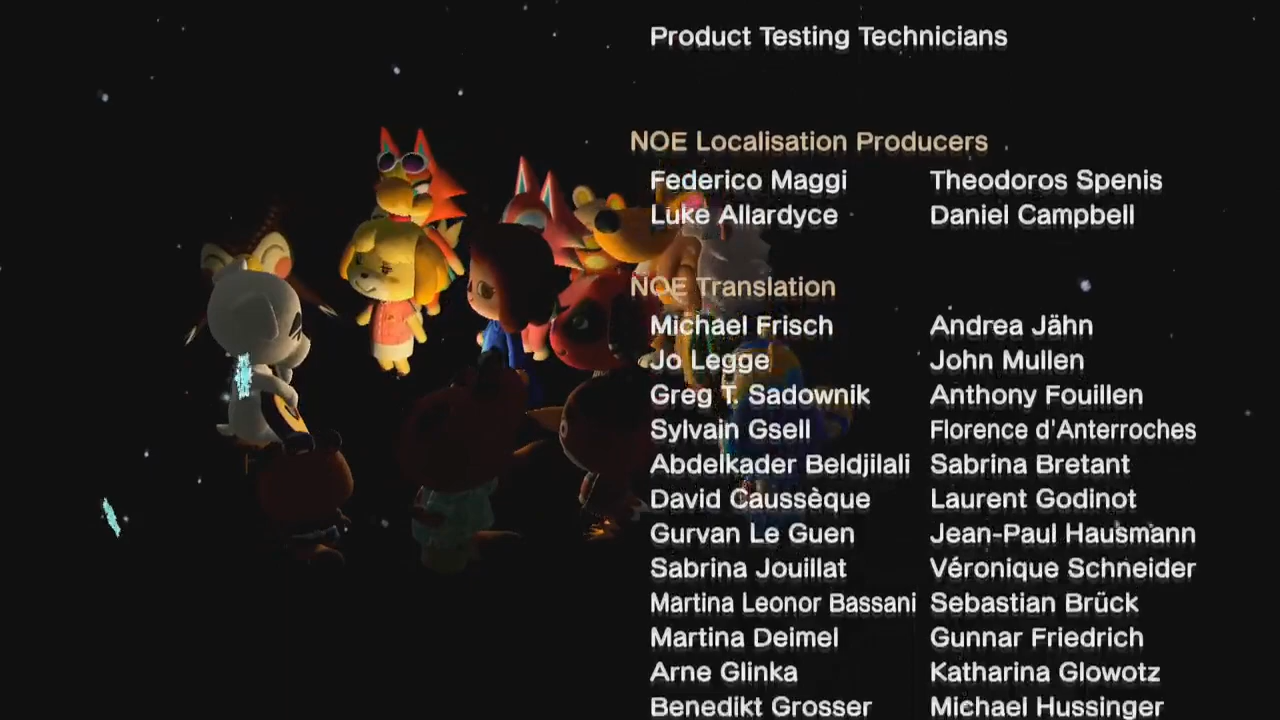 Product Testing Technicians
NOE Localisation Producers
Federico Maggi Theodoros Spenis
Luke Allardyce Daniel Campbell
NOE Translation
Michael Frisch Andrea Jähn
Jo Legge John Mullen
Greg T. Sadownik Anthony Fouillen
Sylvain Gsell Florence d'Anterroches
Abdelkader Beldjilali Sabrina Bretant
David Caussèque Laurent Godinot
Gurvan Le Guen Jean-Paul Hausmann
Sabrina Jouillat Véronique Schneider
Martina Leonor Bassani Sebastian Brück
Martina Deimel Gunnar Friedrich
Arne Glinka Katharina Glowotz
Benedikt Grosser Michael Hussinger